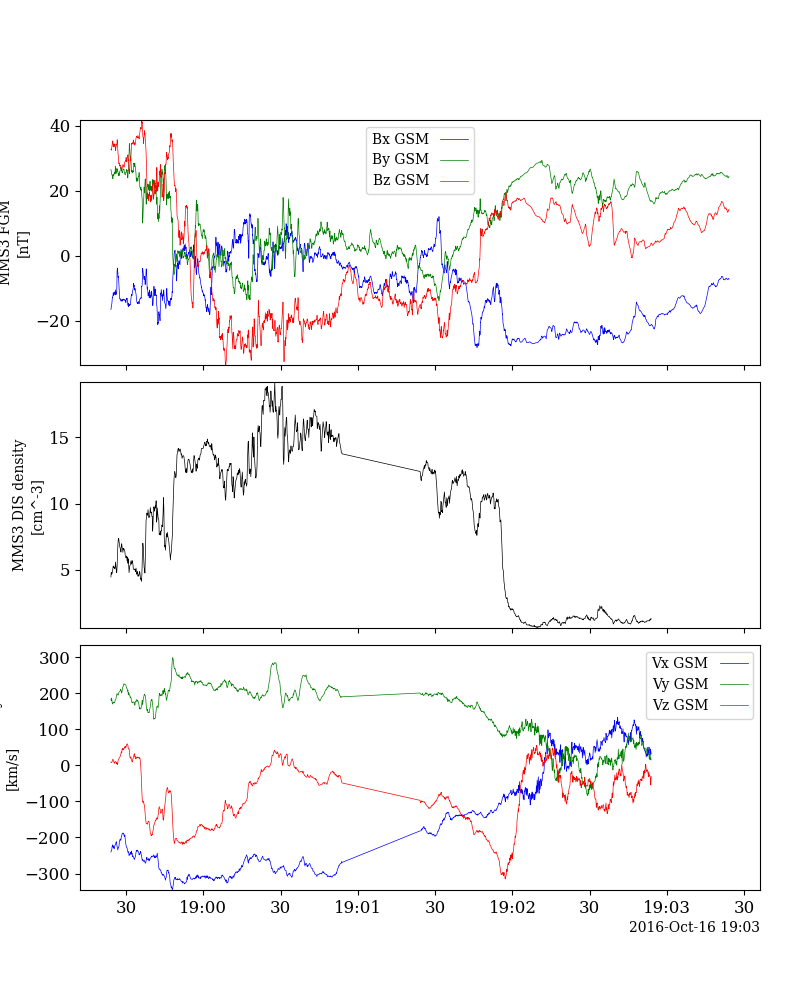 40
20
0
−20
MMS3 FGM
[nT]
Bx GSM
By GSM
Bz GSM
15
10
5
MMS3 DIS density
[cm^-3]
300
200
100
0
−100
−200
−300
[km/s]
Vx GSM
Vy GSM
Vz GSM
30 19:00 30 19:01 30 19:02 30 19:03 30
2016-Oct-16 19:03